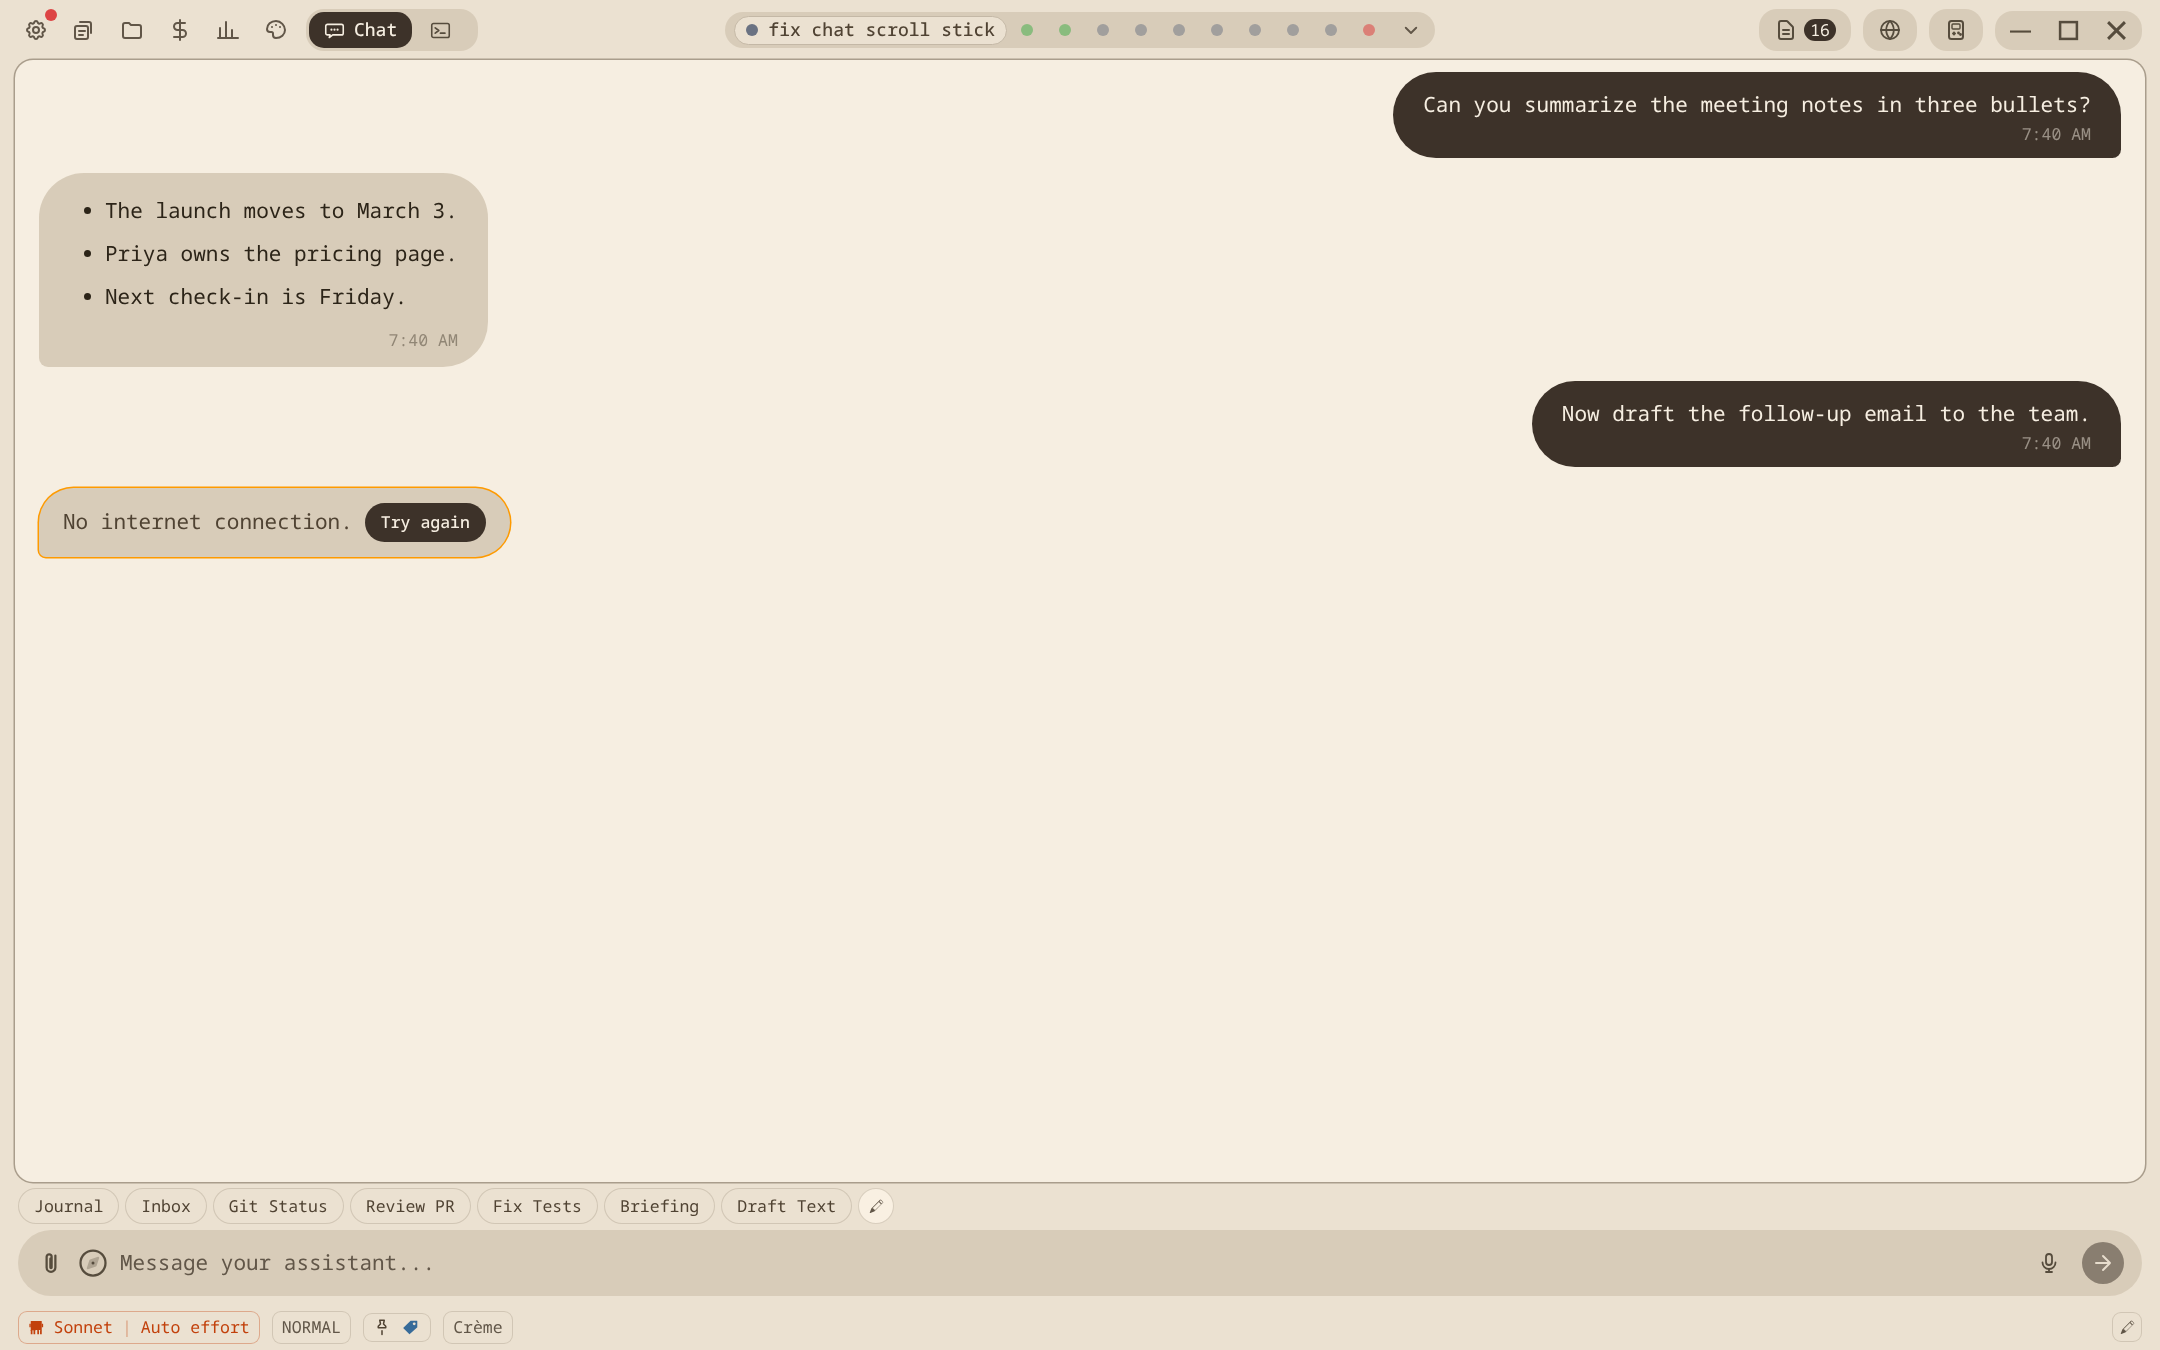 Chat
fix chat scroll stick
16
Can you summarize the meeting notes in three bullets?
7:40 AM
• The launch moves to March 3.
• Priya owns the pricing page.
• Next check-in is Friday.
7:40 AM
Now draft the follow-up email to the team.
7:40 AM
No internet connection. Try again
Journal Inbox Git Status Review PR Fix Tests Briefing Draft Text
Message your assistant...
Sonnet | Auto effort NORMAL Crème